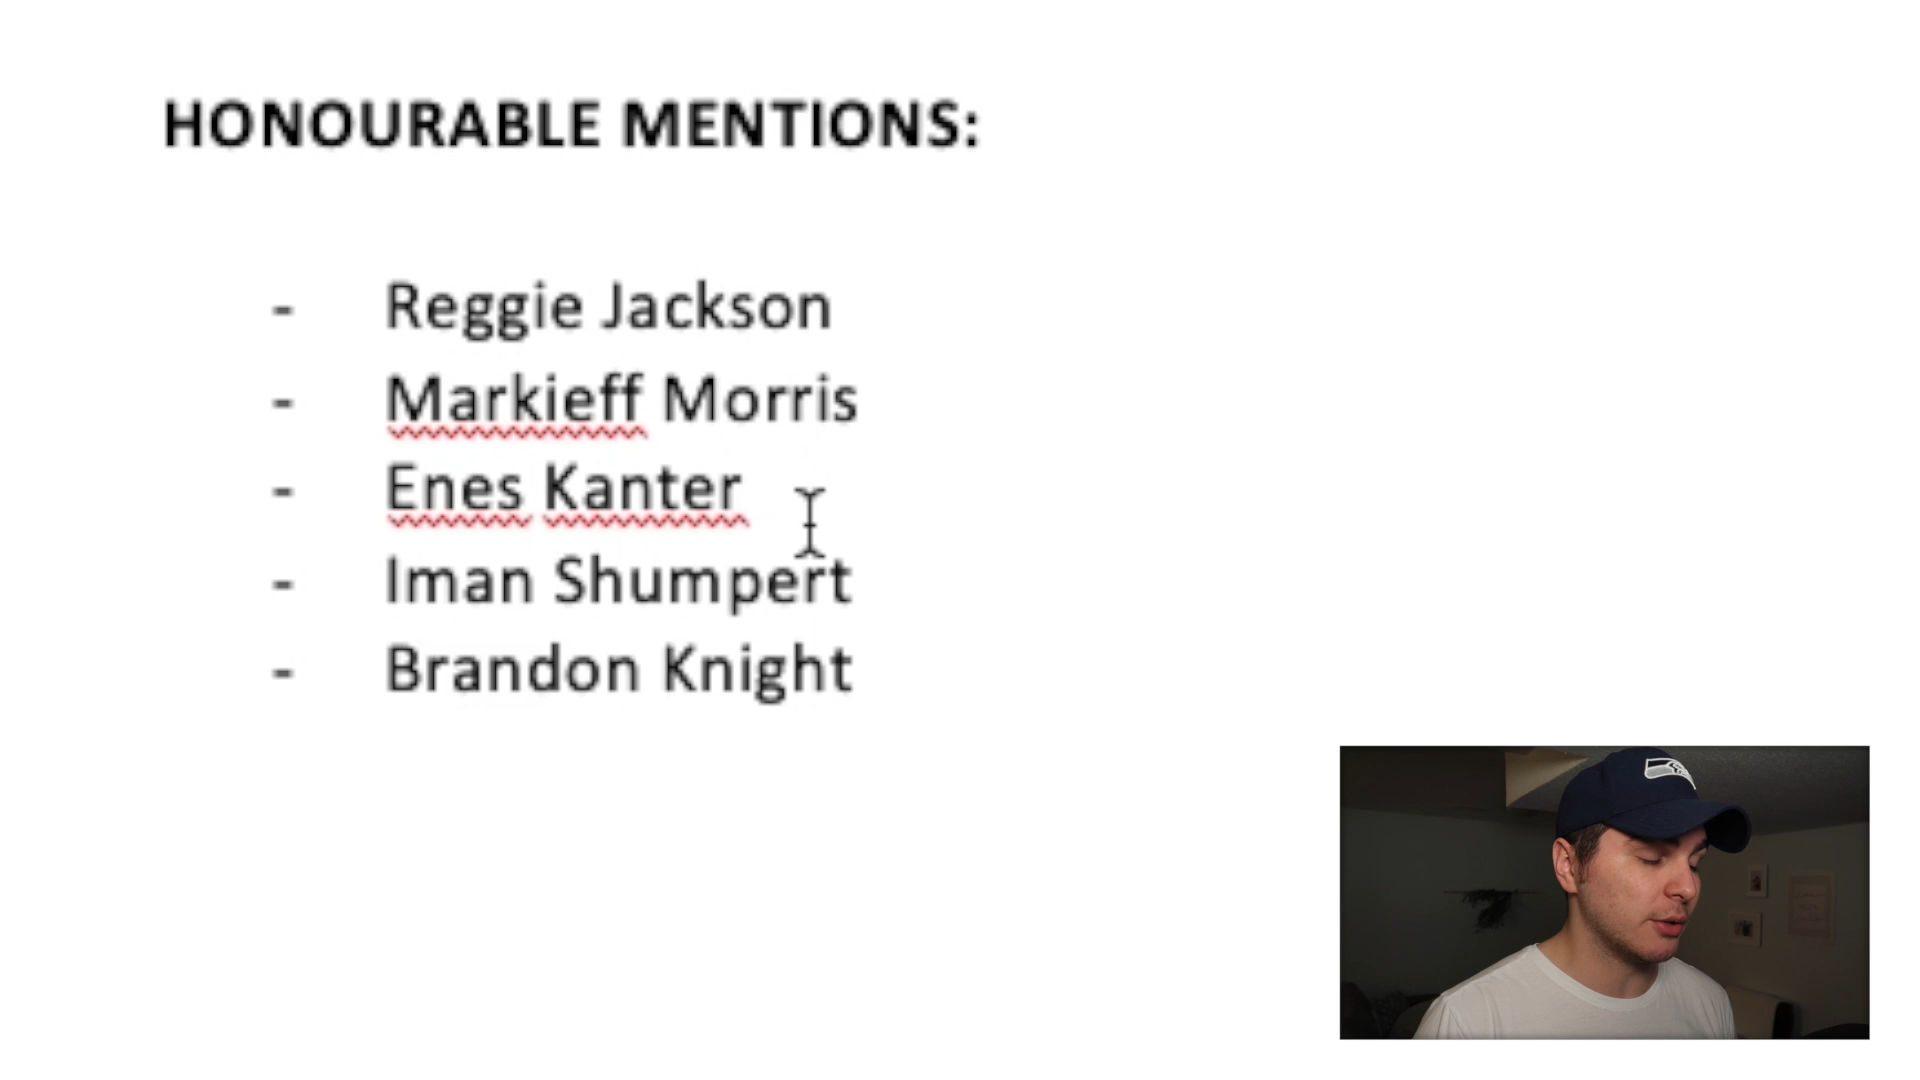 HONOURABLE MENTIONS:
- Reggie Jackson
- Markieff Morris
- Enes Kanter
- Iman Shumpert
- Brandon Knight